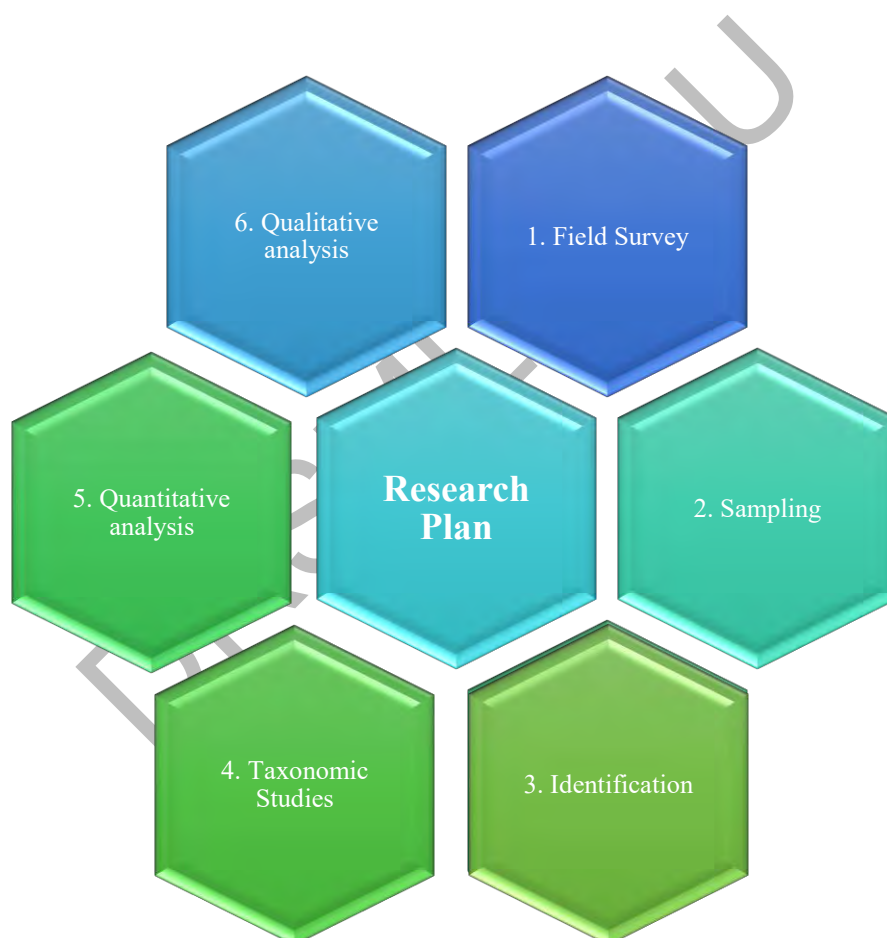 6. Qualitative
analysis
1. Field Survey
5. Quantitative
analysis
Research
Plan
2. Sampling
4. Taxonomic
Studies
3. Identification